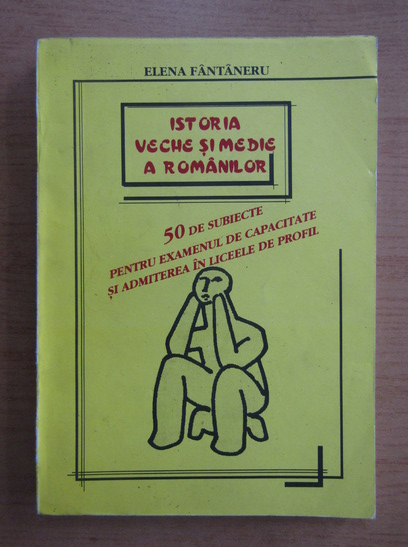 ELENA FÂNTÂNERU
ISTORIA
VECHE ȘI MEDIE
A ROMÂNILOR
50 DE SUBIECTE
PENTRU EXAMENUL DE CAPACITATE
ȘI ADMITEREA ÎN LICEELE DE PROFIL